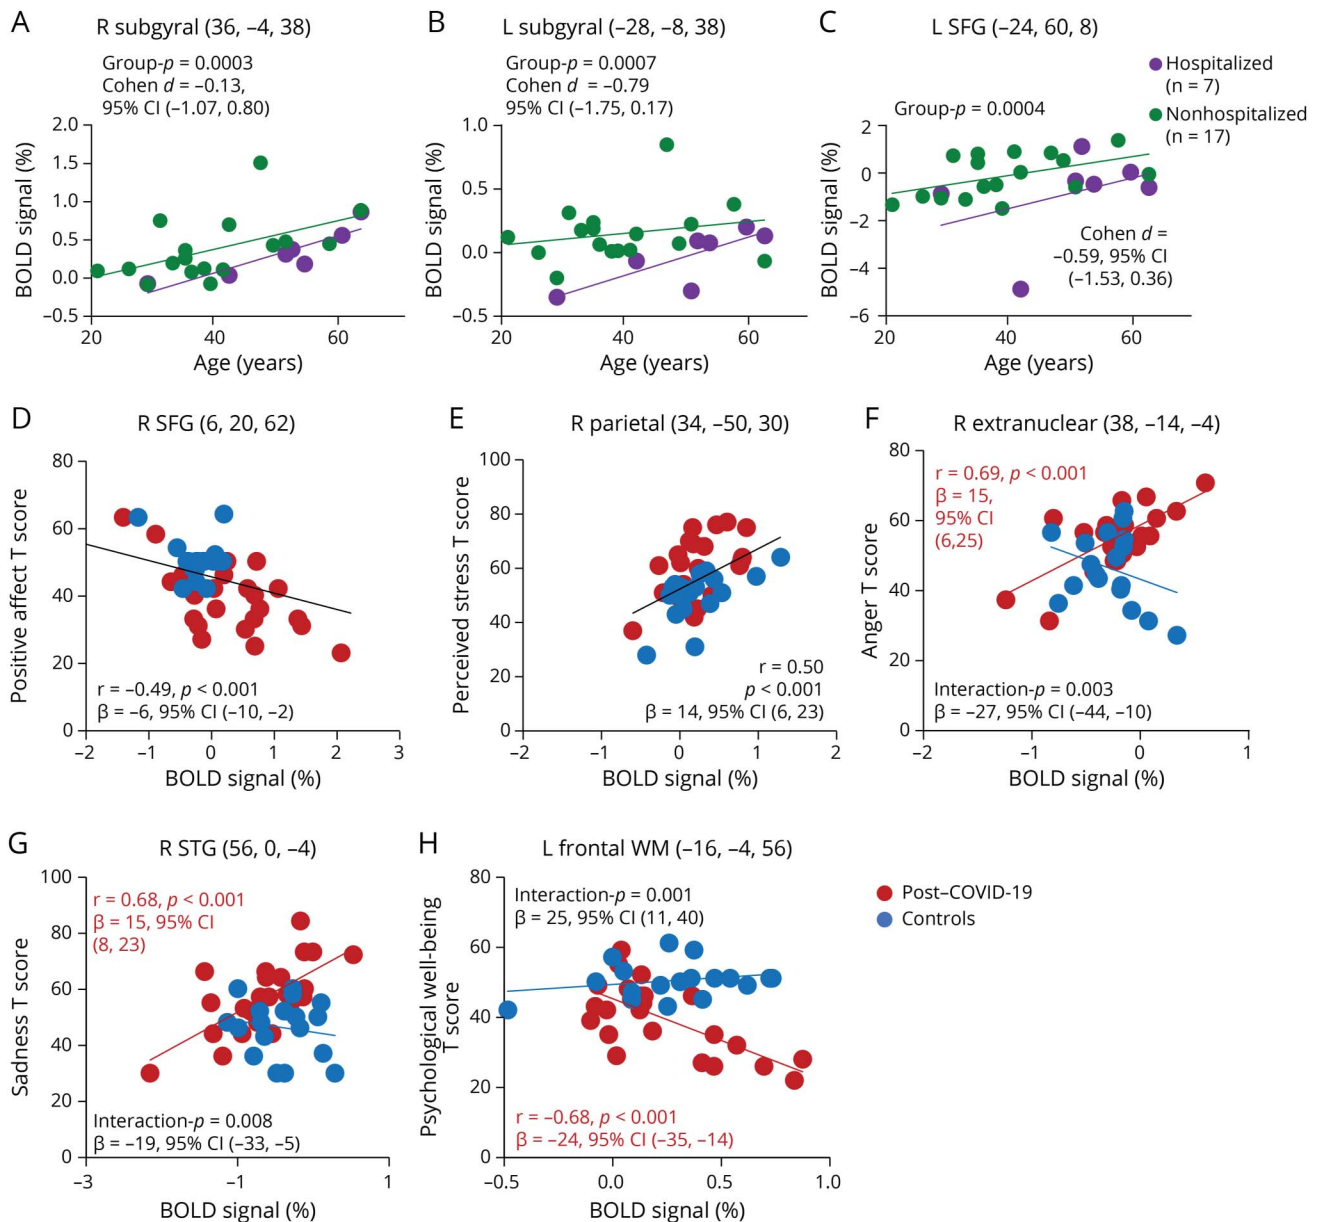 A
R subgyral (36, –4, 38)
Group-p = 0.0003
Cohen d = –0.13,
95% CI (–1.07, 0.80)
2.0
1.5
1.0
0.5
0.0
–0.5
BOLD signal (%)
20
40
60
Age (years)
B
L subgyral (–28, –8, 38)
Group-p = 0.0007
Cohen d = –0.79
95% CI (–1.75, 0.17)
1.0
0.5
0.0
–0.5
BOLD signal (%)
20
40
60
Age (years)
C
L SFG (–24, 60, 8)
Group-p = 0.0004
2
0
–2
–4
–6
BOLD signal (%)
Cohen d =
–0.59, 95% CI
(–1.53, 0.36)
20
40
60
Age (years)
Hospitalized
(n = 7)
Nonhospitalized
(n = 17)
D
R SFG (6, 20, 62)
80
60
40
20
0
Positive affect T score
r = –0.49, p < 0.001
β = –6, 95% CI (–10, –2)
–2
–1
0
1
2
3
BOLD signal (%)
E
R parietal (34, –50, 30)
100
80
60
40
20
0
Perceived stress T score
r = 0.50
p < 0.001
β = 14, 95% CI (6, 23)
–2
–1
0
1
2
BOLD signal (%)
F
R extranuclear (38, –14, –4)
80
60
40
20
0
Anger T score
r = 0.69, p < 0.001
β = 15,
95% CI
(6,25)
Interaction-p = 0.003
β = –27, 95% CI (–44, –10)
–2
–1
0
1
BOLD signal (%)
G
R STG (56, 0, –4)
100
80
60
40
20
0
Sadness T score
r = 0.68, p < 0.001
β = 15, 95% CI
(8, 23)
Interaction-p = 0.008
β = –19, 95% CI (–33, –5)
–3
–1
1
BOLD signal (%)
H
L frontal WM (–16, –4, 56)
80
60
40
20
0
Psychological well-being
T score
Interaction-p = 0.001
β = 25, 95% CI (11, 40)
r = –0.68, p < 0.001
β = –24, 95% CI (–35, –14)
–0.5
0.0
0.5
1.0
BOLD signal (%)
Post–COVID-19
Controls